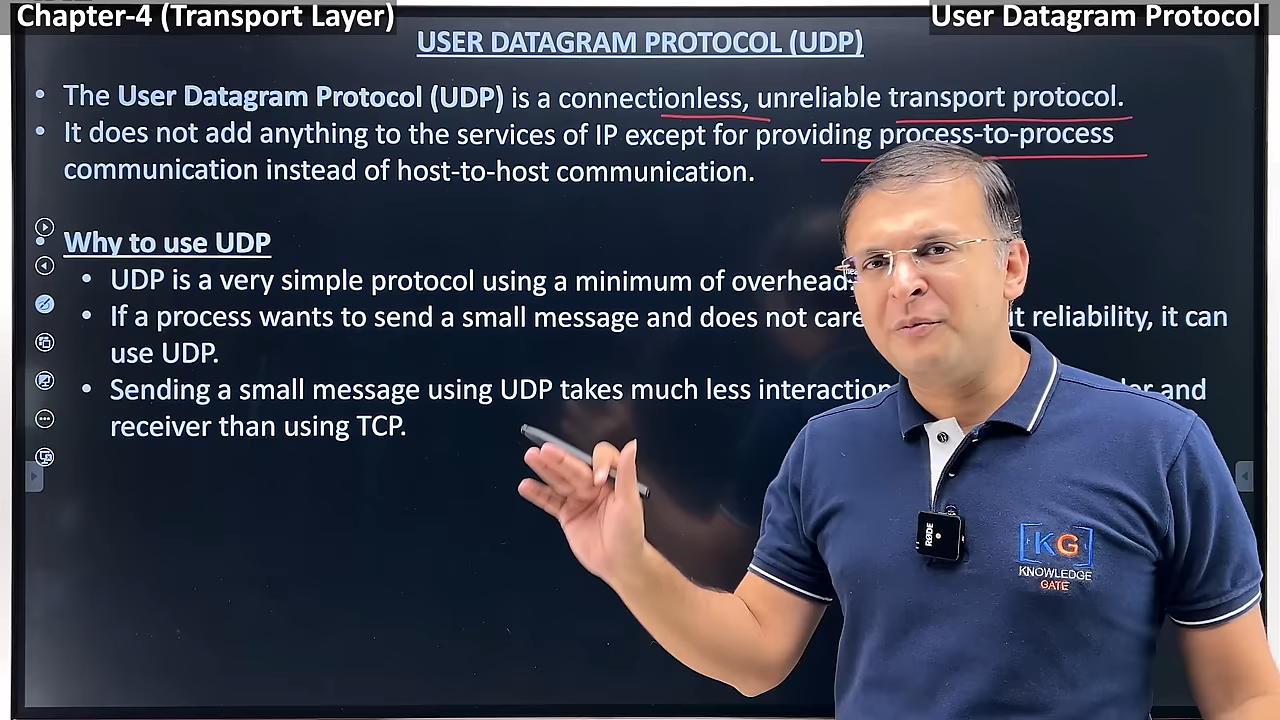 Chapter-4 (Transport Layer)
User Datagram Protocol
USER DATAGRAM PROTOCOL (UDP)
• The User Datagram Protocol (UDP) is a connectionless, unreliable transport protocol.
• It does not add anything to the services of IP except for providing process-to-process
communication instead of host-to-host communication.
• Why to use UDP
• UDP is a very simple protocol using a minimum of overhead
• If a process wants to send a small message and does not care reliability, it can
use UDP.
• Sending a small message using UDP takes much less interaction and
receiver than using TCP.
RØDE
KG
KNOWLEDGE
GATE